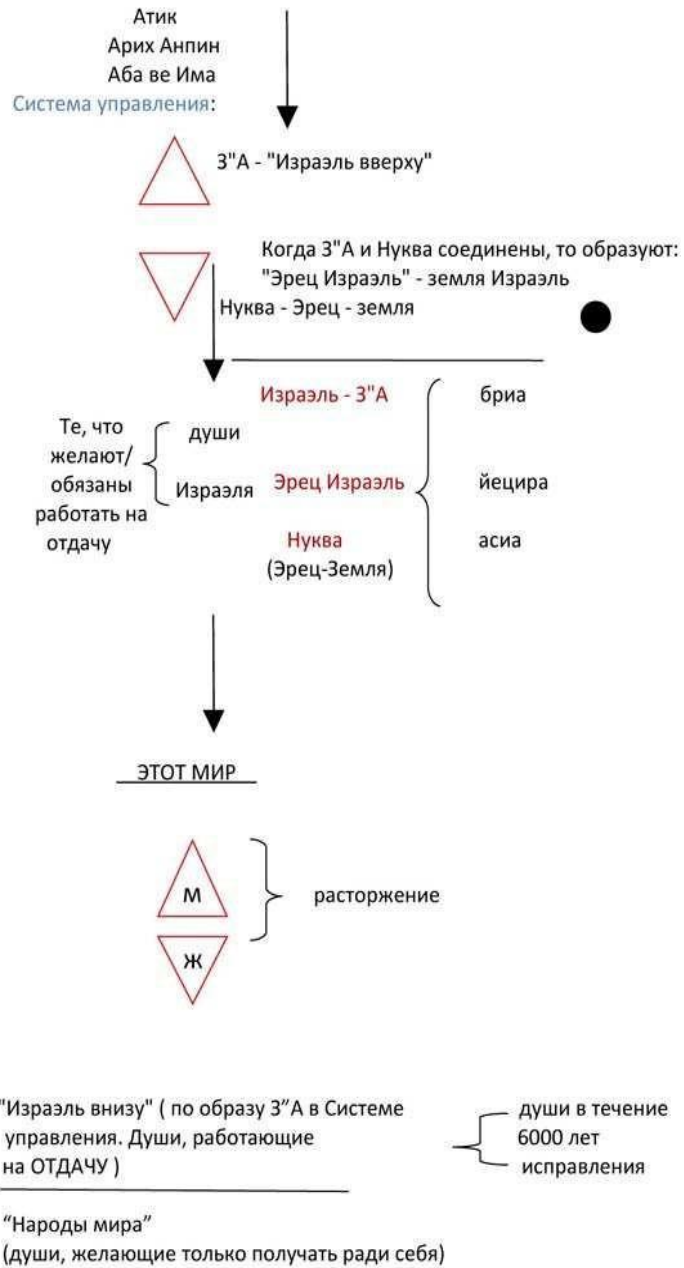 Атик
Арих Анпин
Аба ве Има
Система управления:
З"А - "Израэль вверху"
Когда З"А и Нуква соединены, то образуют:
"Эрец Израэль" - земля Израэль
Нуква - Эрец - земля
Израэль - З"А
бриа
Те, что
желают/
обязаны
работать на
отдачу
души
Израэля
Эрец Израэль
йецира
Нуква
(Эрец-Земля)
асиа
ЭТОТ МИР
М
Ж
расторжение
"Израэль внизу" ( по образу З”А в Системе
управления. Души, работающие
на ОТДАЧУ )
души в течение
6000 лет
исправления
“Народы мира”
(души, желающие только получать ради себя)